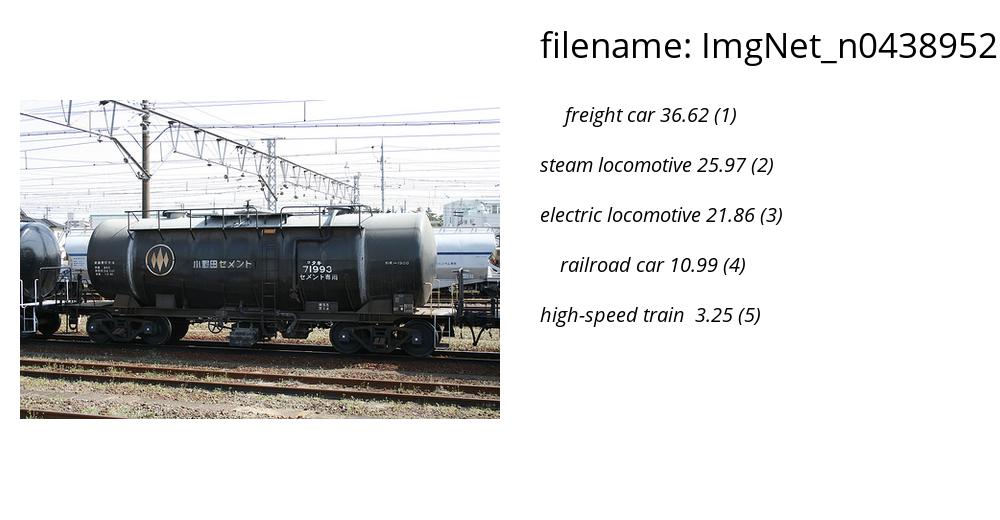 filename: ImgNet_n0438952
freight car 36.62 (1)
steam locomotive 25.97 (2)
electric locomotive 21.86 (3)
railroad car 10.99 (4)
high-speed train 3.25 (5)
小野田セメント
タキ
71993
セメント専用